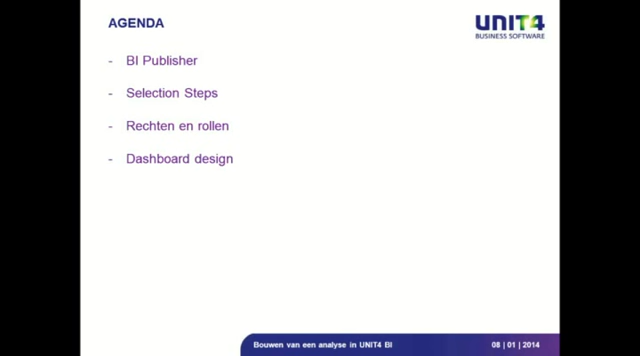 AGENDA
UNIT4
BUSINESS SOFTWARE
- BI Publisher
- Selection Steps
- Rechten en rollen
- Dashboard design
Bouwen van een analyse in UNIT4 BI
08 | 01 | 2014